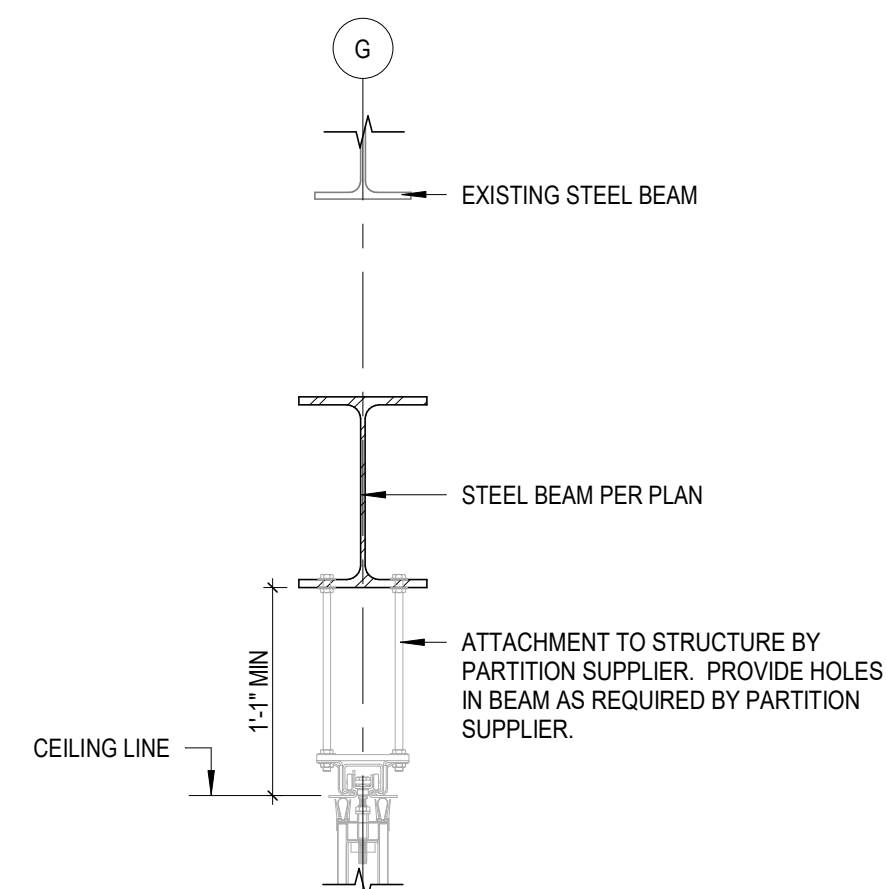 G
EXISTING STEEL BEAM
STEEL BEAM PER PLAN
ATTACHMENT TO STRUCTURE BY
PARTITION SUPPLIER. PROVIDE HOLES
IN BEAM AS REQUIRED BY PARTITION
SUPPLIER.
1'-1" MIN
CEILING LINE